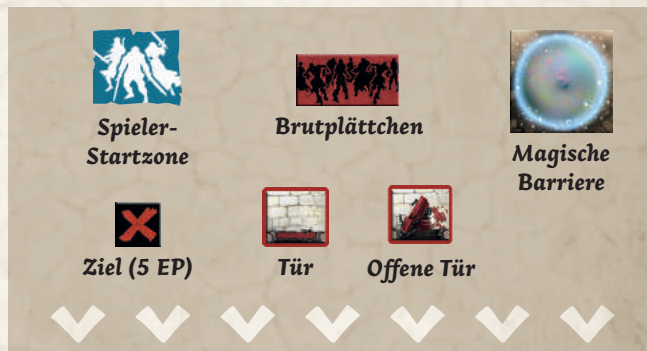 Spieler-
Startzone
Brutplättchen
Magische
Barriere
Ziel (5 EP)
Tür
Offene Tür